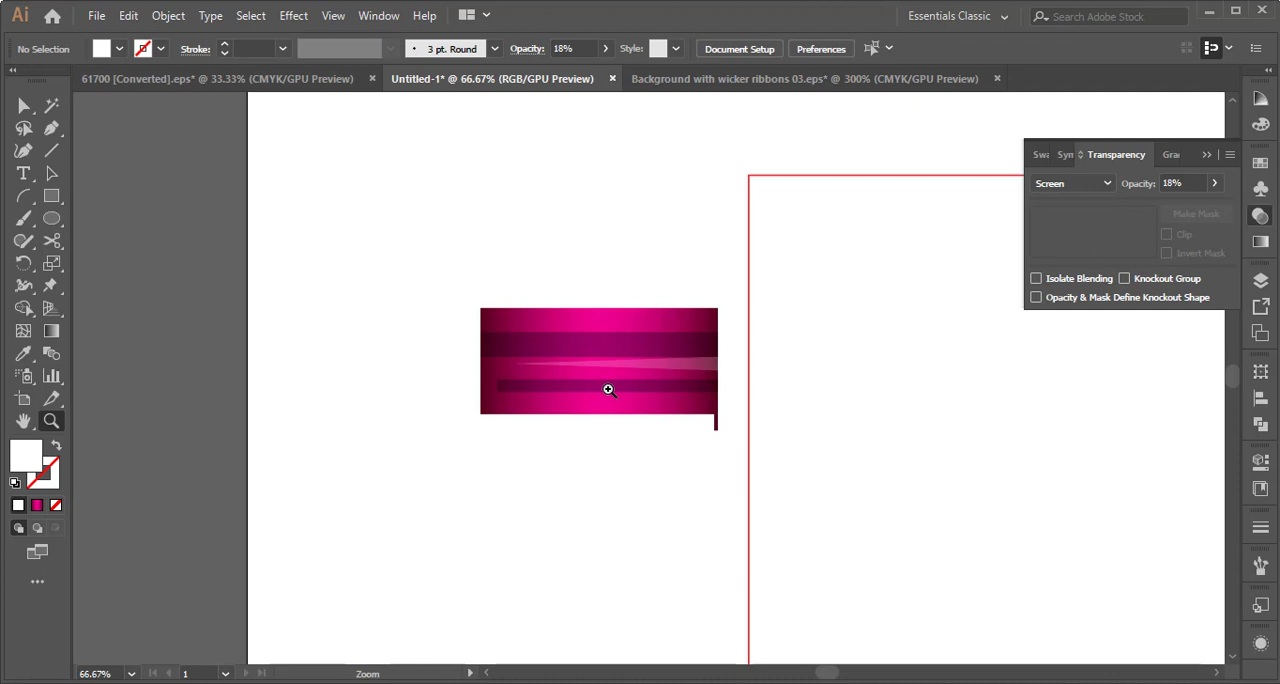 Ai File Edit Object Type Select Effect View Window Help Essentials Classic Search Adobe Stock
No Selection Stroke: 3 pt. Round Opacity: 18% Style: Document Setup Preferences
61700 [Converted].eps* @ 33.33% (CMYK/GPU Preview) Untitled-1* @ 66.67% (RGB/GPU Preview) Background with wicker ribbons 03.eps* @ 300% (CMYK/GPU Preview)
Swa Sym Transparency Gra
Screen Opacity: 18%
Make Mask
Clip
Invert Mask
Isolate Blending Knockout Group
Opacity & Mask Define Knockout Shape
66.67% 1 Zoom